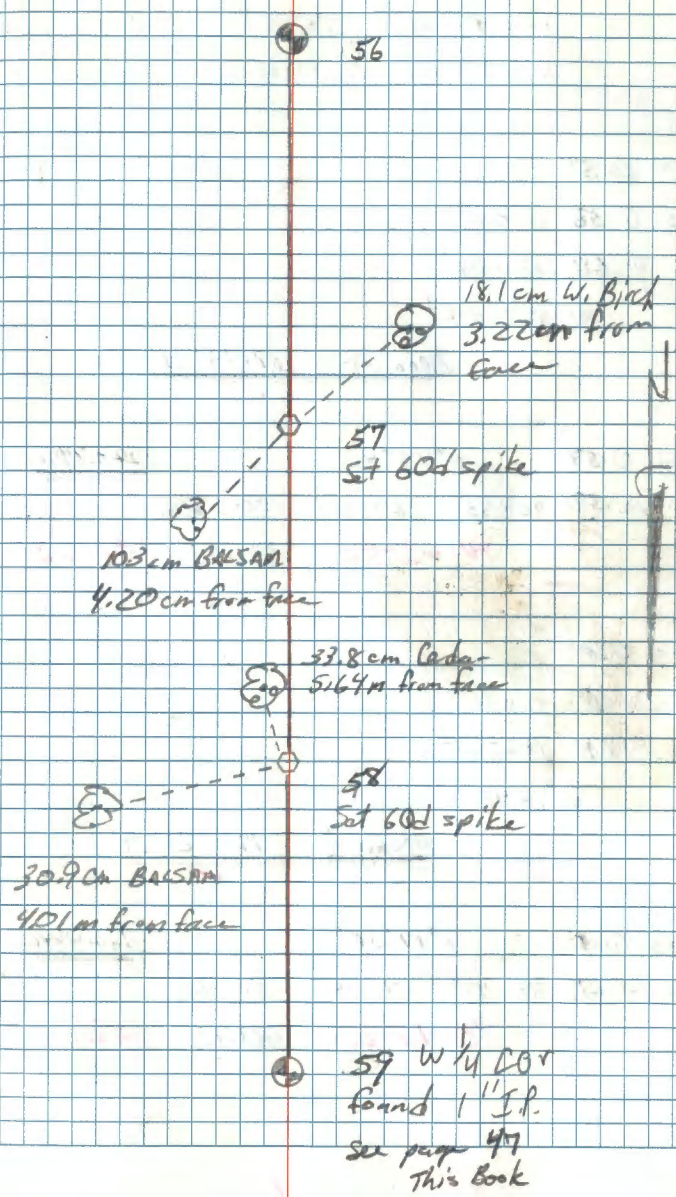 56
18.1 cm W. Birch
3.22cm from
face
57
Set 60d spike
10.3 cm BALSAM
4.20 cm from face
33.8 cm Cedar
5.64m from face
58
Set 60d spike
30.9 cm BALSAM
4.01 m from face
59 W 1/4 COR
found 1" I.P.
see page 47
This Book